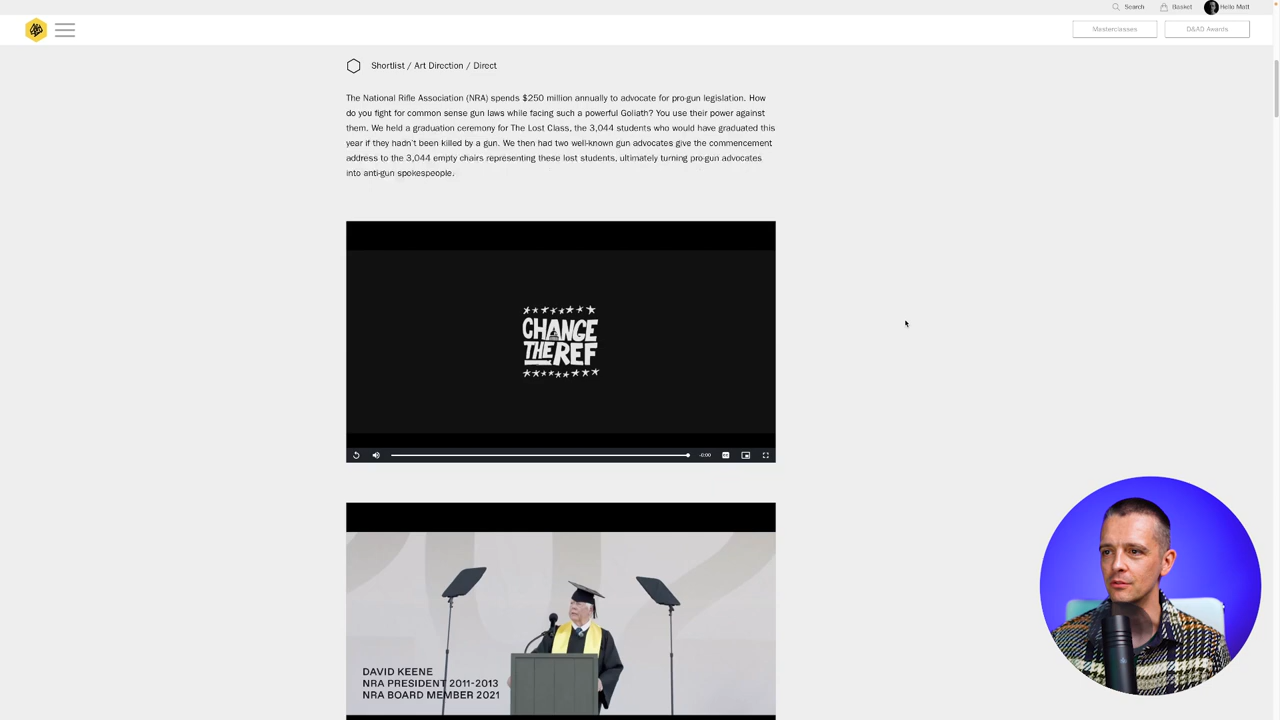 Search
Basket
Hello Matt
Masterclasses
D&AD Awards
Shortlist / Art Direction / Direct
The National Rifle Association (NRA) spends $250 million annually to advocate for pro-gun legislation. How
do you fight for common sense gun laws while facing such a powerful Goliath? You use their power against
them. We held a graduation ceremony for The Lost Class, the 3,044 students who would have graduated this
year if they hadn't been killed by a gun. We then had two well-known gun advocates give the commencement
address to the 3,044 empty chairs representing these lost students, ultimately turning pro-gun advocates
into anti-gun spokespeople.
CHANGE
THE REF
-0:00
DAVID KEENE
NRA PRESIDENT 2011-2013
NRA BOARD MEMBER 2021